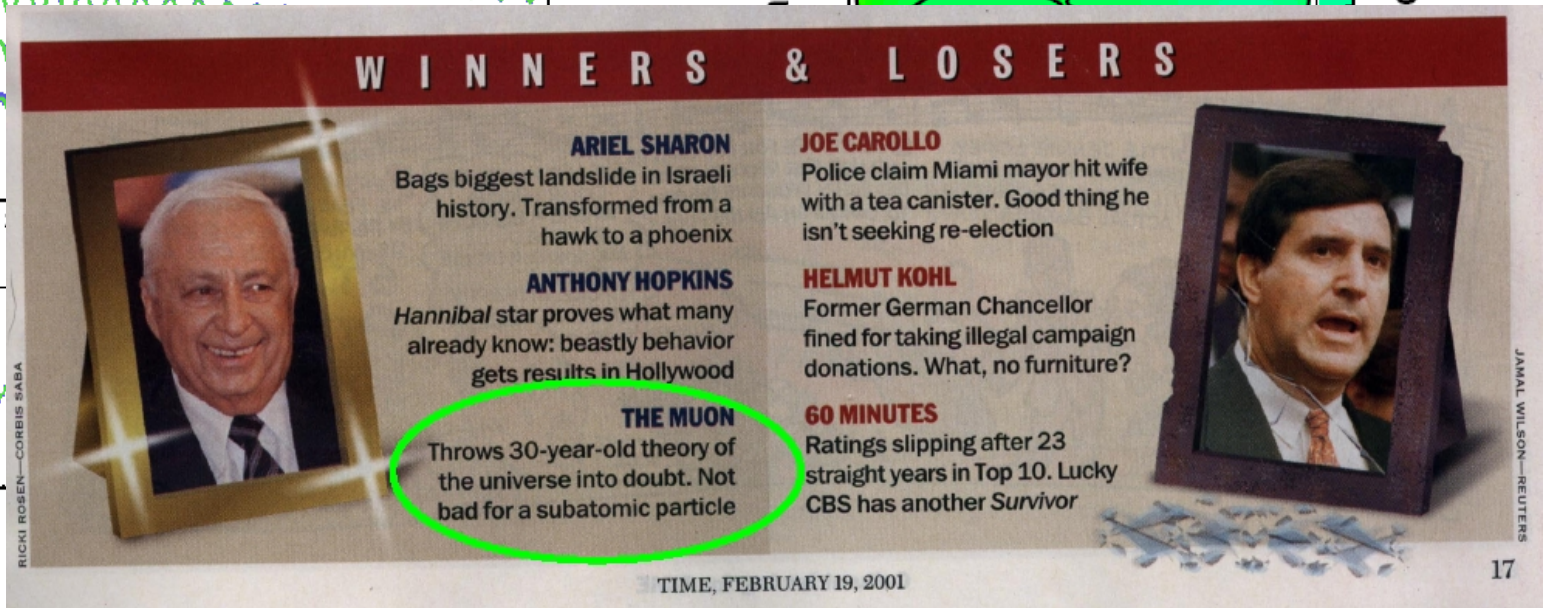 WINNERS & LOSERS
ARIEL SHARON
Bags biggest landslide in Israeli
history. Transformed from a
hawk to a phoenix
ANTHONY HOPKINS
Hannibal star proves what many
already know: beastly behavior
gets results in Hollywood
THE MUON
Throws 30-year-old theory of
the universe into doubt. Not
bad for a subatomic particle
JOE CAROLLO
Police claim Miami mayor hit wife
with a tea canister. Good thing he
isn't seeking re-election
HELMUT KOHL
Former German Chancellor
fined for taking illegal campaign
donations. What, no furniture?
60 MINUTES
Ratings slipping after 23
straight years in Top 10. Lucky
CBS has another Survivor
RICKI ROSEN—CORBIS SABA
JAMAL WILSON—REUTERS
TIME, FEBRUARY 19, 2001
17